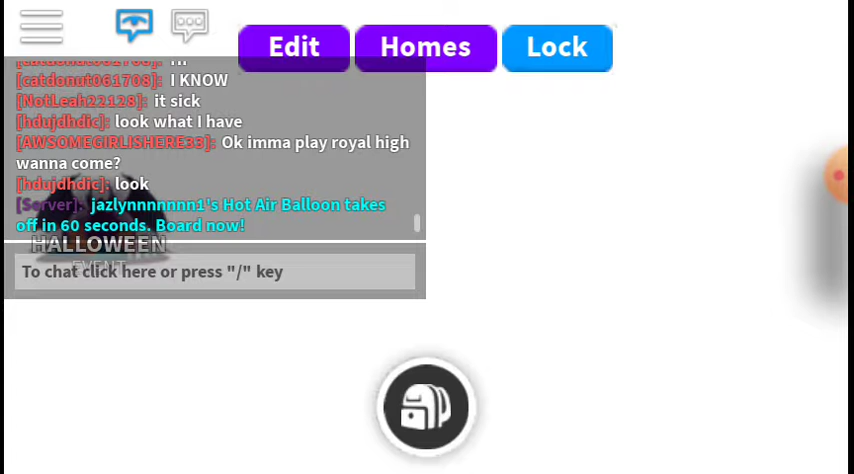 Edit
Homes
Lock
[catdonut061708]: I KNOW
[NotLeah22128]: it sick
[hdujdhdic]: look what I have
[AWSOMEGIRLISHERE33]: Ok imma play royal high
wanna come?
[hdujdhdic]: look
[Server]: jazlynnnnnnn1's Hot Air Balloon takes
off in 60 seconds. Board now!
HALLOWEEN
EVENT
To chat click here or press "/" key